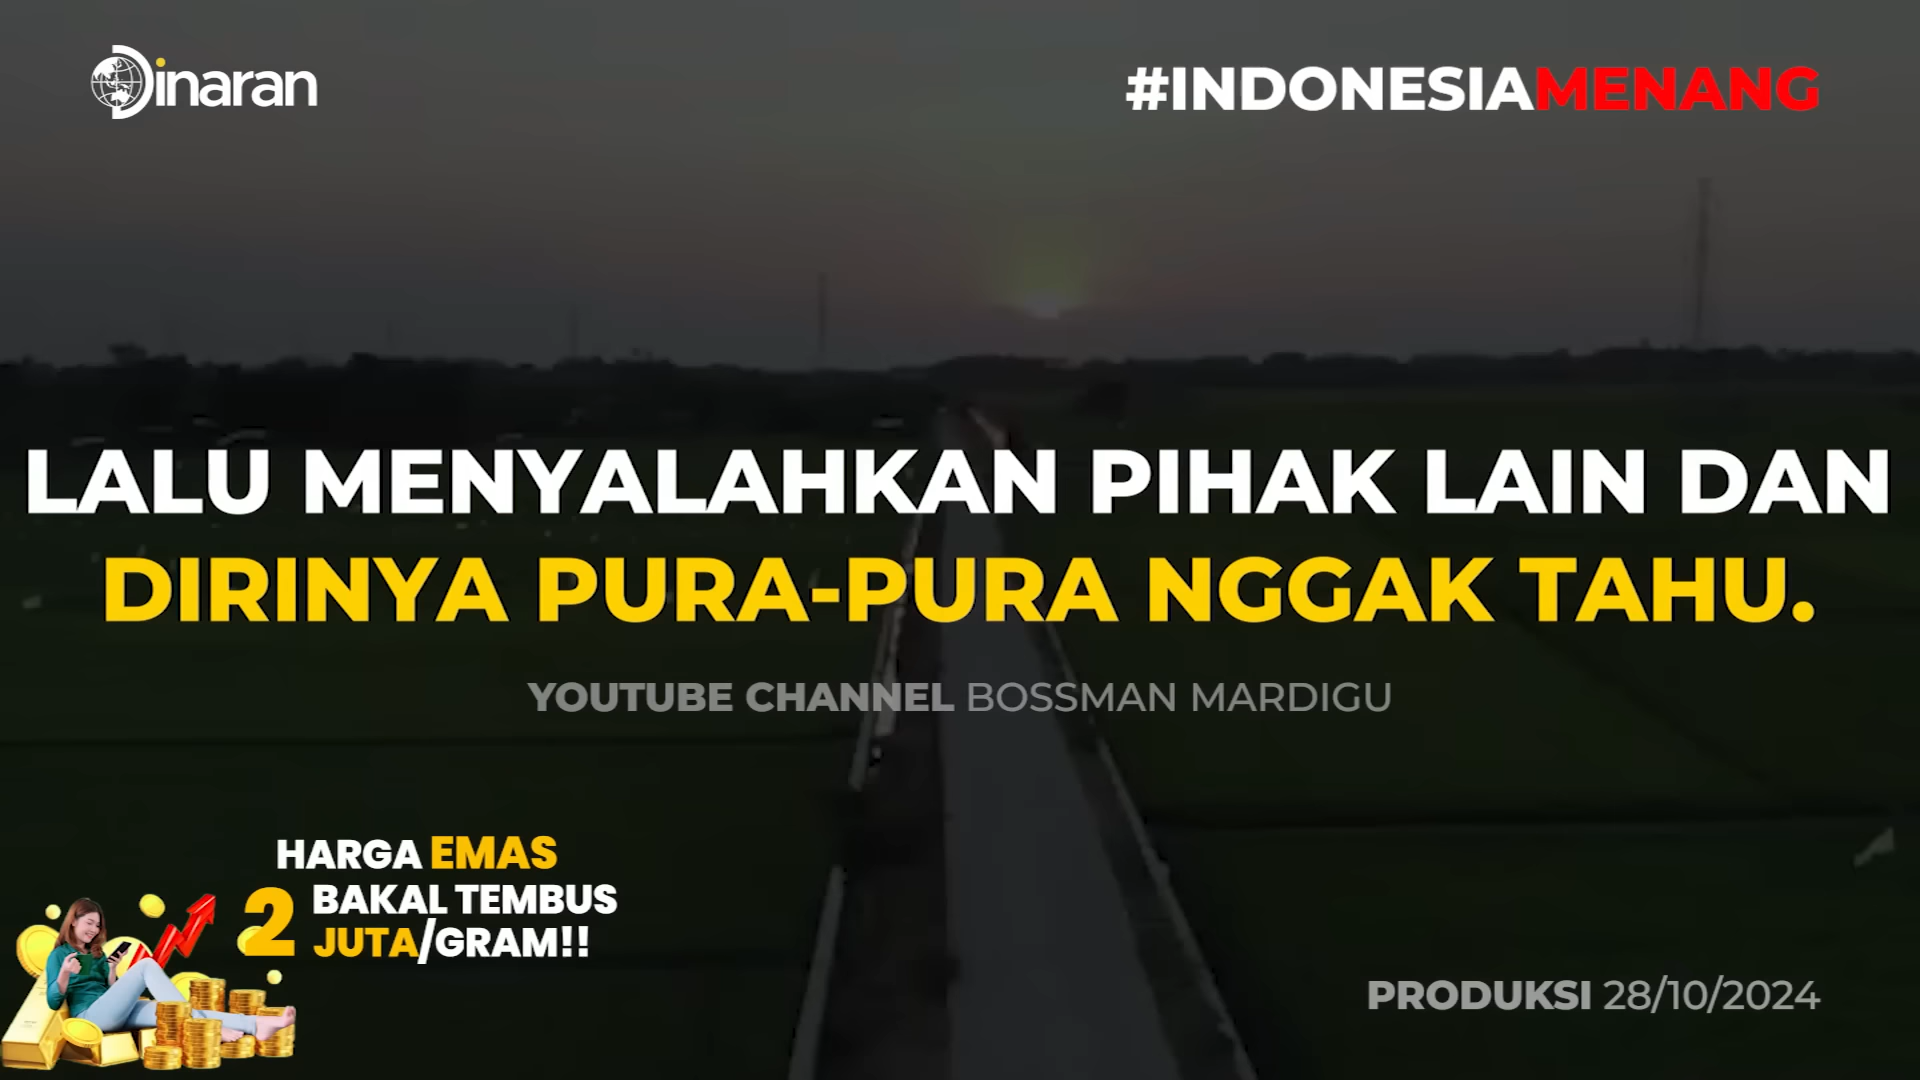 Dinaran
#INDONESIAMENANG
LALU MENYALAHKAN PIHAK LAIN DAN
DIRINYA PURA-PURA NGGAK TAHU.
YOUTUBE CHANNEL BOSSMAN MARDIGU
HARGA EMAS
2 BAKAL TEMBUS
JUTA/GRAM!!
PRODUKSI 28/10/2024